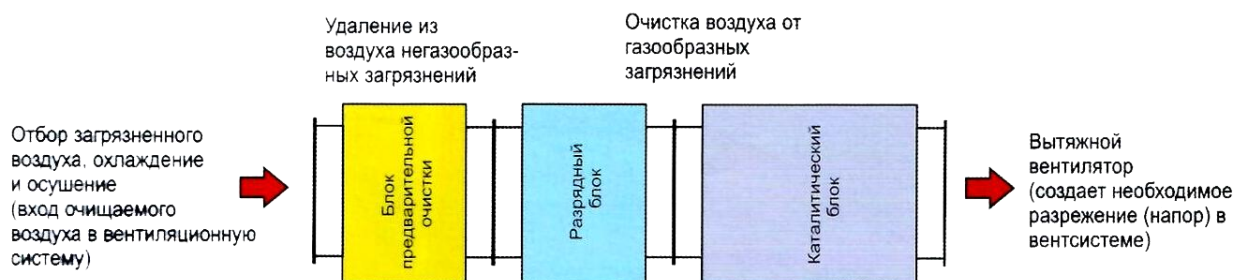 Удаление из
воздуха негазообраз-
ных загрязнений
Очистка воздуха от
газообразных
загрязнений
Отбор загрязненного
воздуха, охлаждение
и осушение
(вход очищаемого
воздуха в вентиляционную
систему)
Блок
предварительной
очистки
Разрядный
блок
Каталитический
блок
Вытяжной
вентилятор
(создает необходимое
разрежение (напор) в
вентсистеме)